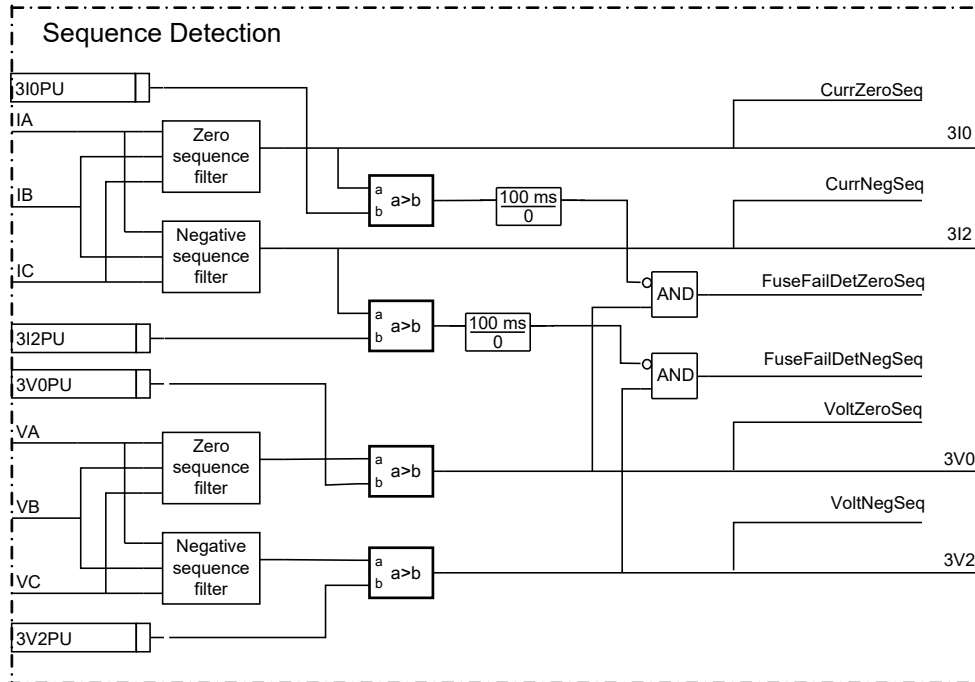 Sequence Detection
3I0PU
CurrZeroSeq
IA
Zero
sequence
filter
3I0
a
b
a>b
100 ms
0
CurrNegSeq
IB
Negative
sequence
filter
3I2
IC
FuseFailDetZeroSeq
AND
a
b
a>b
100 ms
0
3I2PU
FuseFailDetNegSeq
AND
3V0PU
VoltZeroSeq
VA
Zero
sequence
filter
a
b
a>b
3V0
VB
VoltNegSeq
Negative
sequence
filter
a
b
a>b
3V2
VC
3V2PU